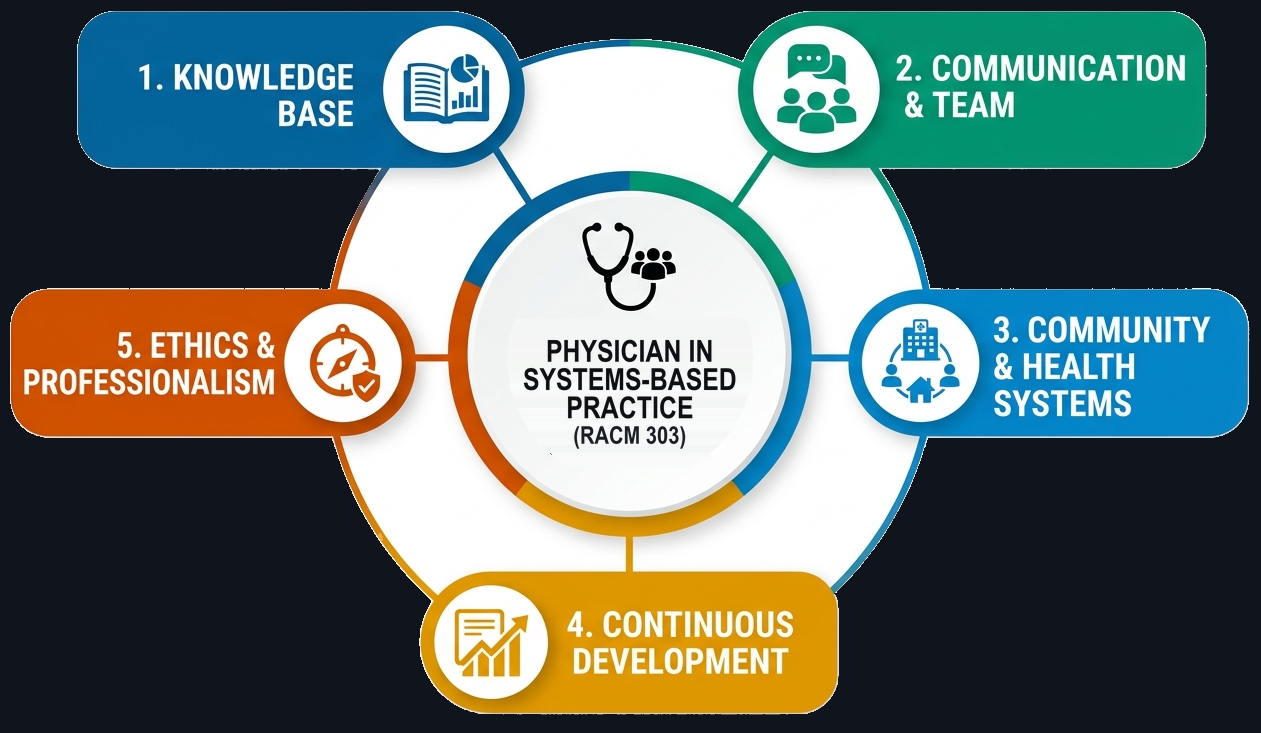 1. KNOWLEDGE
BASE
2. COMMUNICATION
& TEAM
PHYSICIAN IN
SYSTEMS-BASED
PRACTICE
(RACM 303)
3. COMMUNITY
& HEALTH
SYSTEMS
4. CONTINUOUS
DEVELOPMENT
5. ETHICS &
PROFESSIONALISM